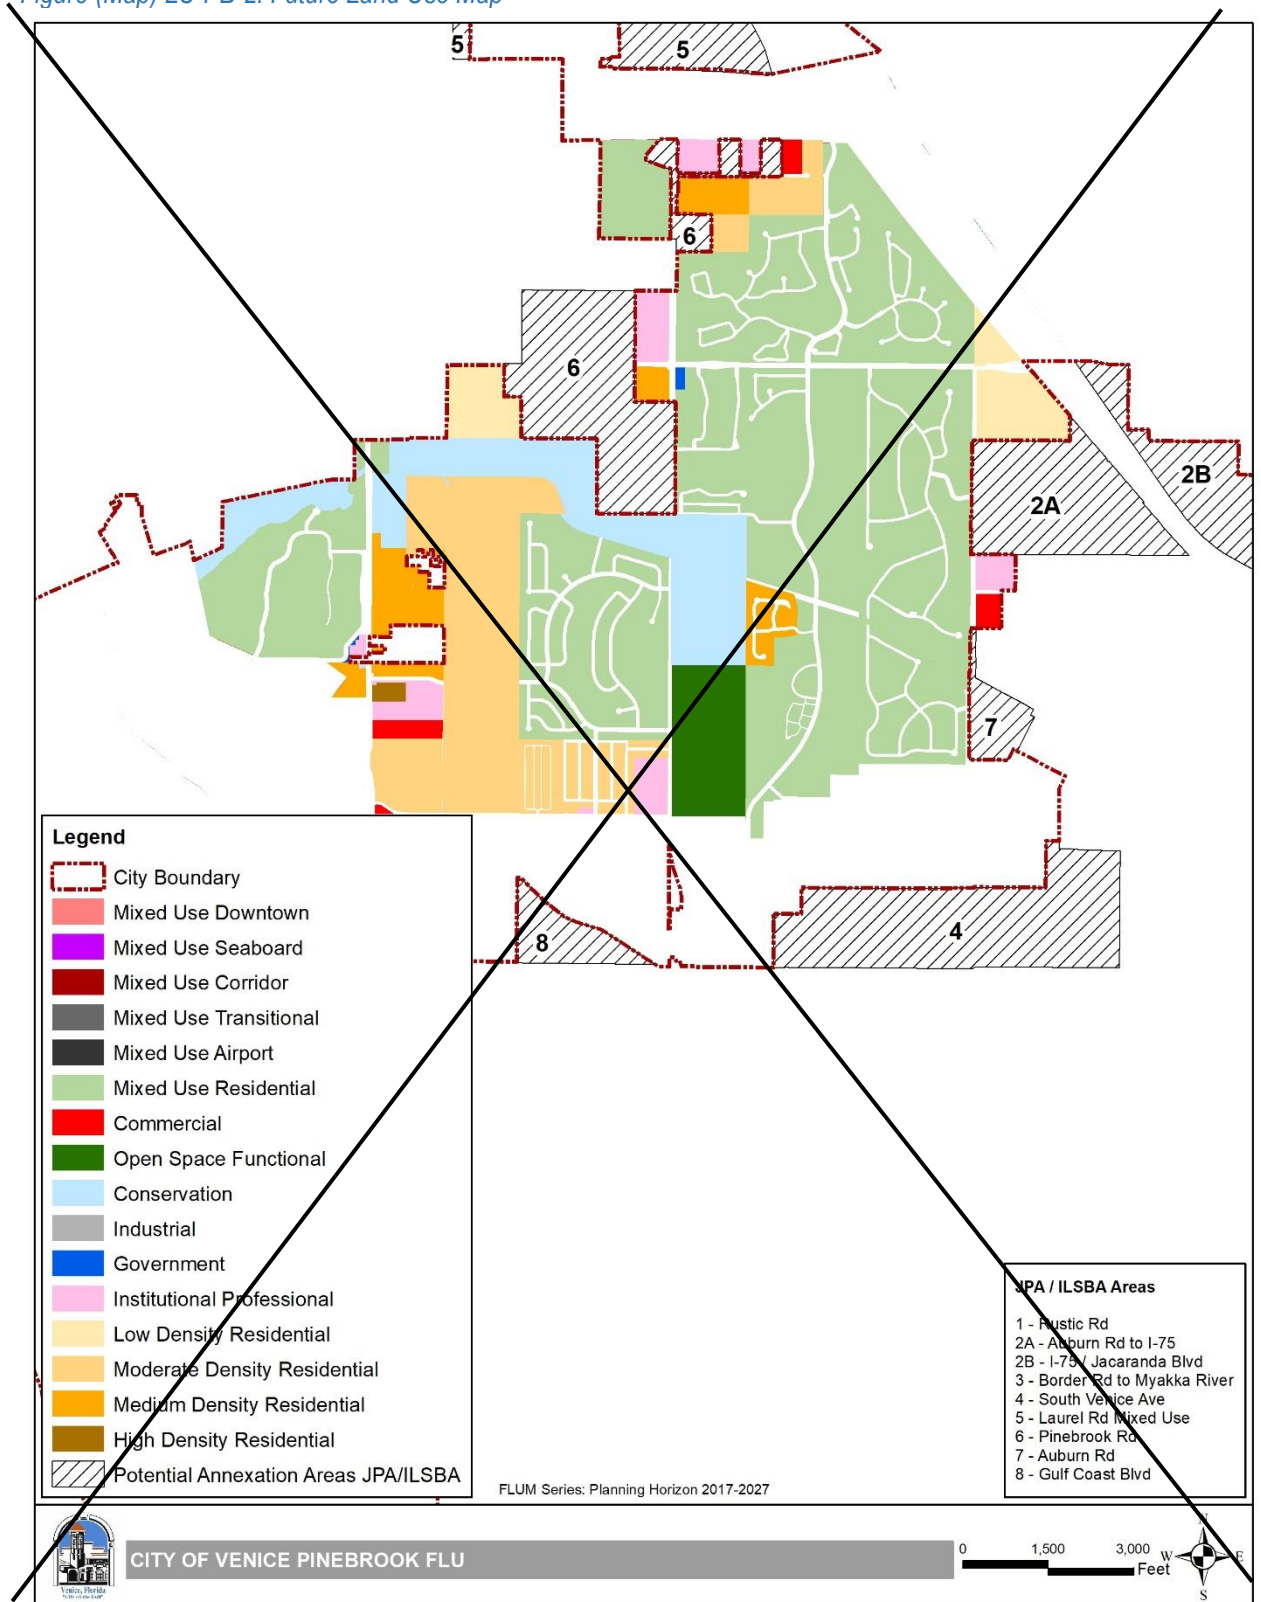 5
5
6
6
2B
2A
7
4
8
Legend
City Boundary
Mixed Use Downtown
Mixed Use Seaboard
Mixed Use Corridor
Mixed Use Transitional
Mixed Use Airport
Mixed Use Residential
Commercial
Open Space Functional
Conservation
Industrial
Government
Institutional Professional
Low Density Residential
Moderate Density Residential
Medium Density Residential
High Density Residential
Potential Annexation Areas JPA/ILSBA
JPA / ILSBA Areas
1 - Rustic Rd
2A - Auburn Rd to I-75
2B - I-75 / Jacaranda Blvd
3 - Border Rd to Myakka River
4 - South Venice Ave
5 - Laurel Rd Mixed Use
6 - Pinebrook Rd
7 - Auburn Rd
8 - Gulf Coast Blvd
FLUM Series: Planning Horizon 2017-2027
CITY OF VENICE PINEBROOK FLU
Venice, Florida
0 1,500 3,000
Feet
N
W E
S